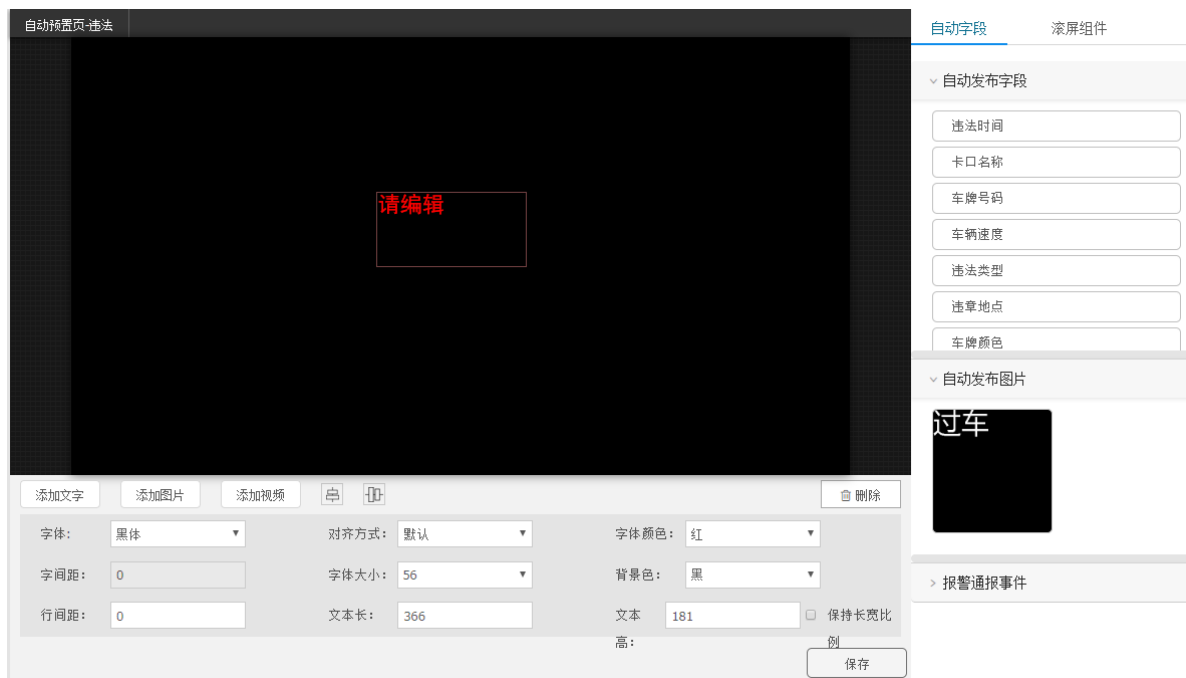 自动预置页-违法
自动字段
滚屏组件
自动发布字段
违法时间
卡口名称
车牌号码
车辆速度
违法类型
违章地点
车牌颜色
请编辑
自动发布图片
过车
报警通报事件
添加文字
添加图片
添加视频
删除
字体: 黑体
对齐方式: 默认
字体颜色: 红
字间距: 0
字体大小: 56
背景色: 黑
行间距: 0
文本长: 366
文本高: 181
保持长宽比例
保存